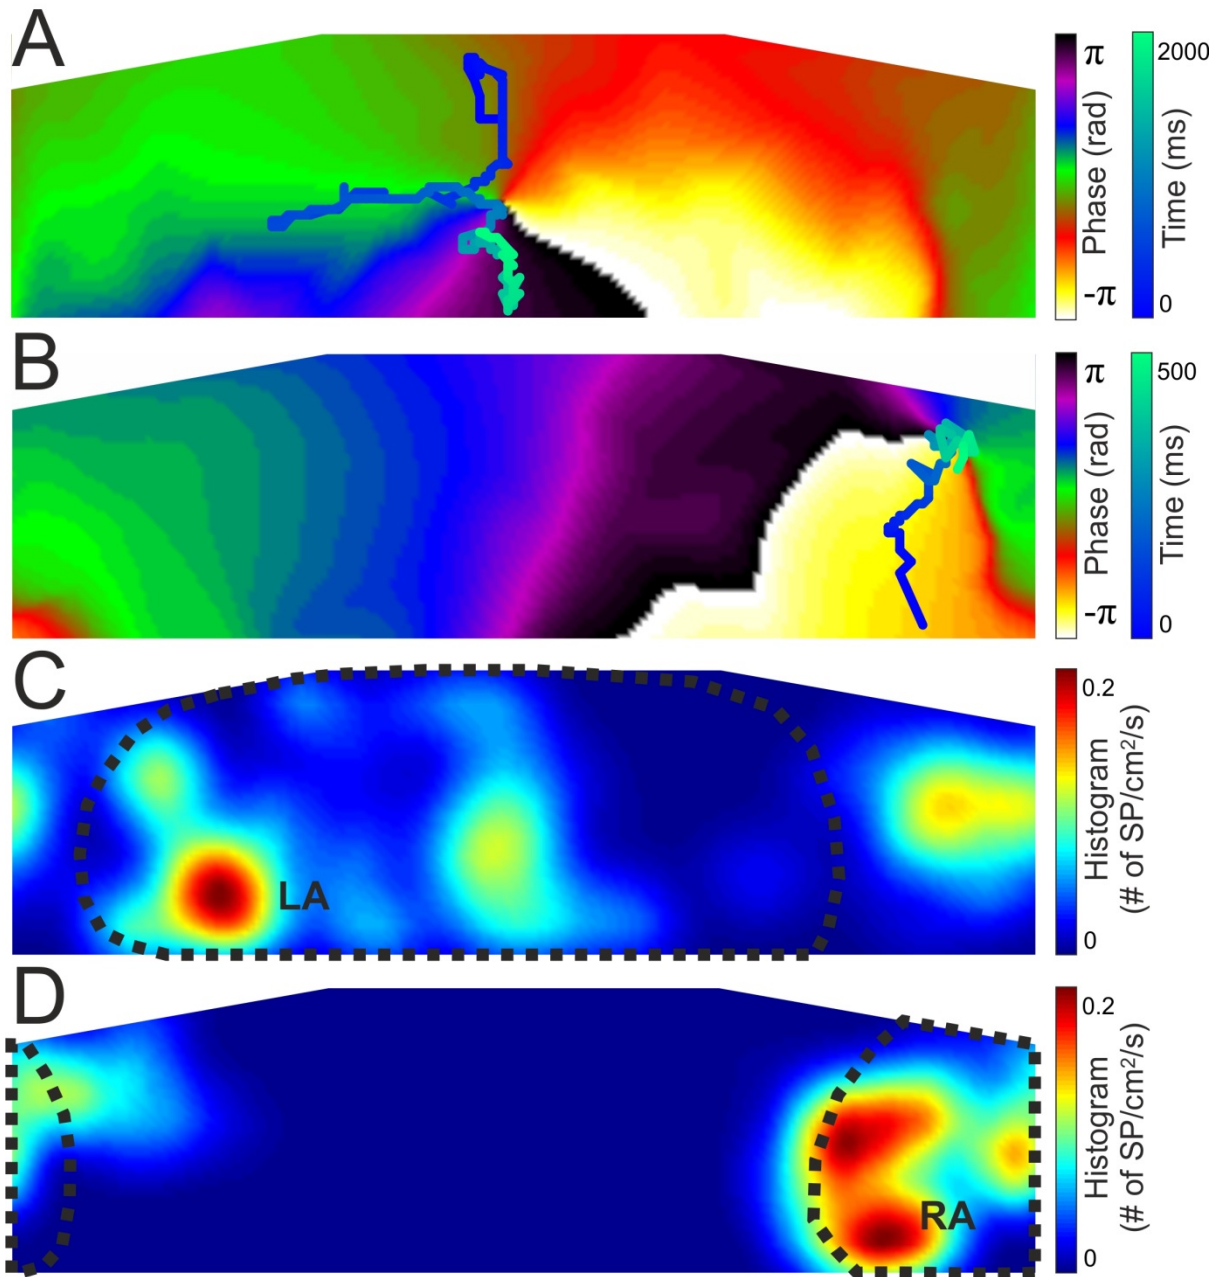 A
π
Phase (rad)
-π
2000
Time (ms)
0
B
π
Phase (rad)
-π
500
Time (ms)
0
C
LA
0.2
0
Histogram
(# of SP/cm²/s)
D
RA
0.2
0
Histogram
(# of SP/cm²/s)